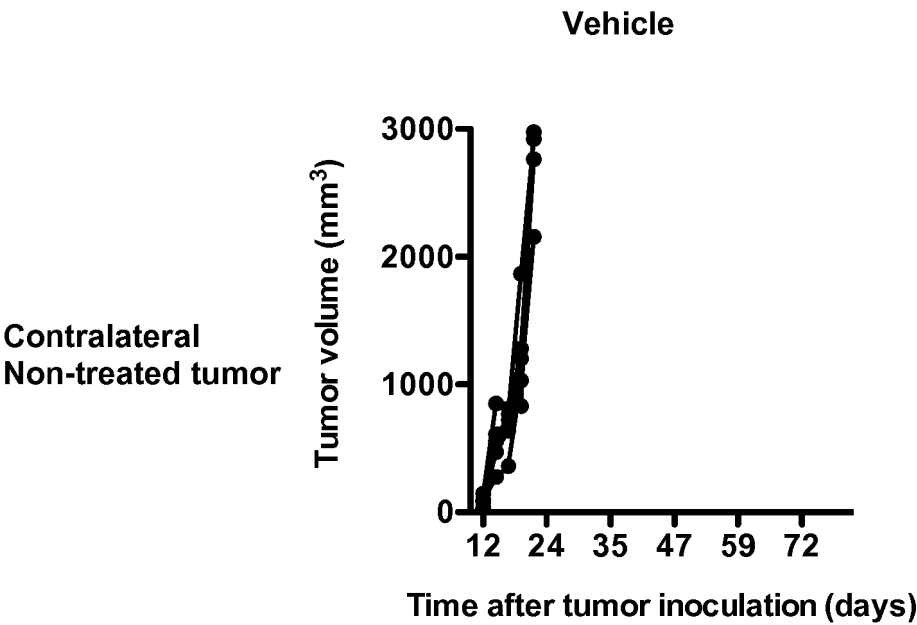 Vehicle
3000
2000
1000
0
Tumor volume (mm³)
Contralateral
Non-treated tumor
12 24 35 47 59 72
Time after tumor inoculation (days)